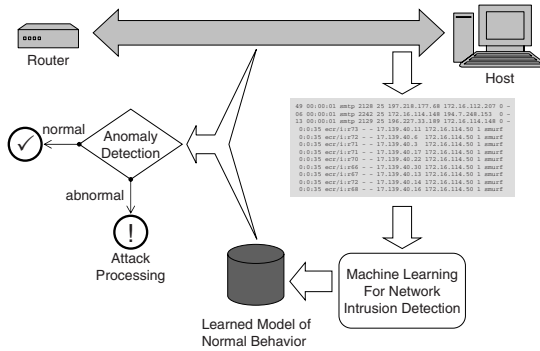 Router
Host
49 00:00:01 smtp 2128 25 197.218.177.68 172.16.112.207 0 -
06 00:00:01 smtp 2242 25 172.16.114.148 194.7.248.153 0 -
13 00:00:01 smtp 2129 25 196.227.33.189 172.16.114.148 0 -
0:0:35 ecr/i:r73 - - 17.139.40.11 172.16.114.50 1 smurf
0:0:35 ecr/i:r72 - - 17.139.40.6 172.16.114.50 1 smurf
0:0:35 ecr/i:r71 - - 17.139.40.3 172.16.114.50 1 smurf
0:0:35 ecr/i:r71 - - 17.139.40.17 172.16.114.50 1 smurf
0:0:35 ecr/i:r70 - - 17.139.40.22 172.16.114.50 1 smurf
0:0:35 ecr/i:r66 - - 17.139.40.30 172.16.114.50 1 smurf
0:0:35 ecr/i:r67 - - 17.139.40.13 172.16.114.50 1 smurf
0:0:35 ecr/i:r72 - - 17.139.40.14 172.16.114.50 1 smurf
0:0:35 ecr/i:r68 - - 17.139.40.16 172.16.114.50 1 smurf
normal
Anomaly
Detection
abnormal
!
Attack
Processing
Machine Learning
For Network
Intrusion Detection
Learned Model of
Normal Behavior